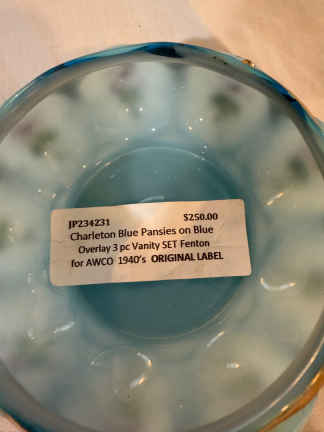 JP234231 $250.00
Charleton Blue Pansies on Blue
Overlay 3 pc Vanity SET Fenton
for AWCO 1940's ORIGINAL LABEL